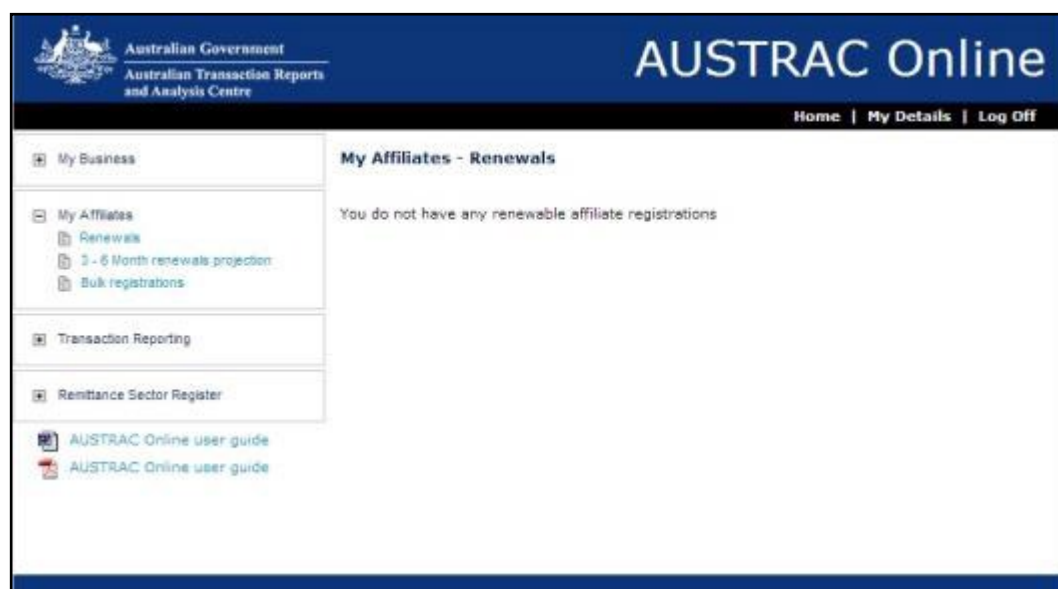 Australian Government
Australian Transaction Reports
and Analysis Centre
AUSTRAC Online
Home | My Details | Log Off
My Business
My Affiliates
Renewals
3 - 6 Month renewals projection
Bulk registrations
Transaction Reporting
Remittance Sector Register
AUSTRAC Online user guide
AUSTRAC Online user guide
My Affiliates - Renewals
You do not have any renewable affiliate registrations